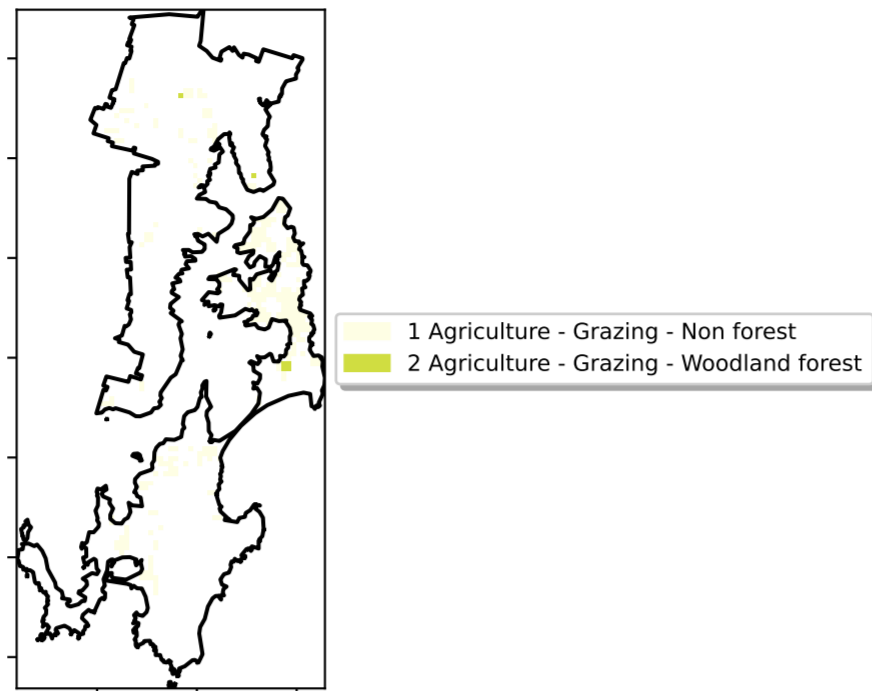 1 Agriculture - Grazing - Non forest
2 Agriculture - Grazing - Woodland forest